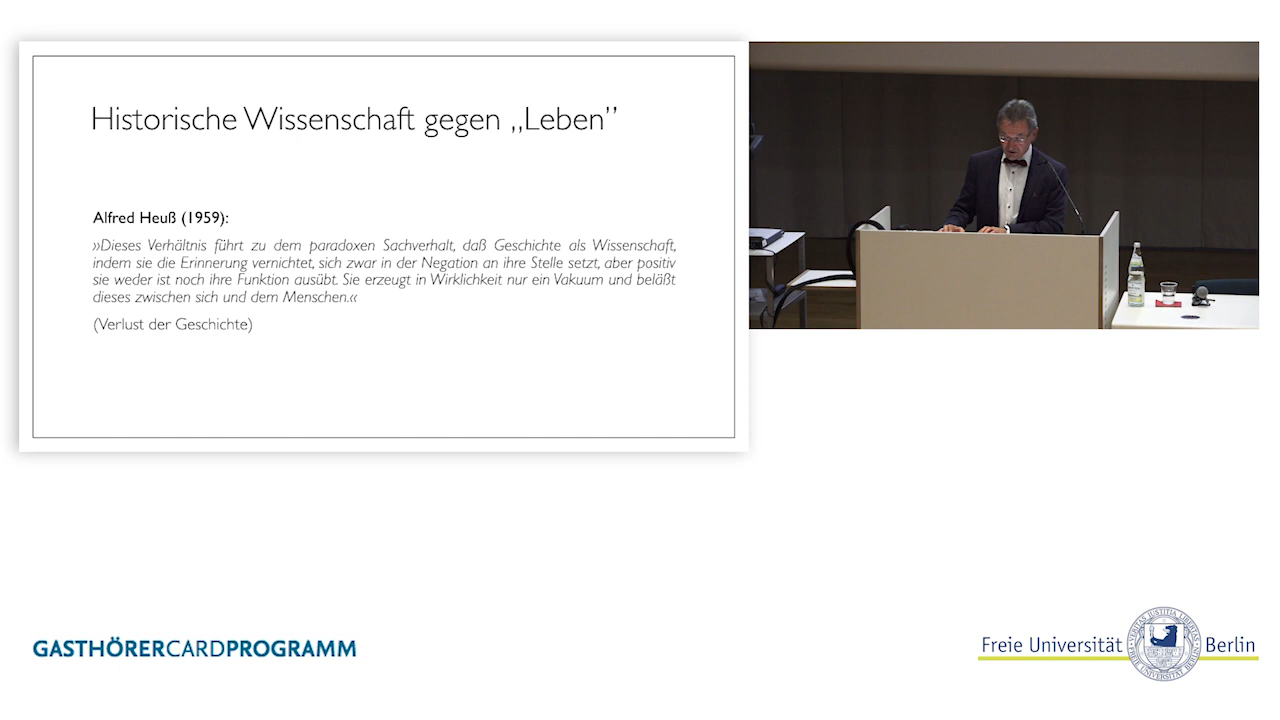 Historische Wissenschaft gegen „Leben”
Alfred Heuß (1959):
»Dieses Verhältnis führt zu dem paradoxen Sachverhalt, daß Geschichte als Wissenschaft,
indem sie die Erinnerung vernichtet, sich zwar in der Negation an ihre Stelle setzt, aber positiv
sie weder ist noch ihre Funktion ausübt. Sie erzeugt in Wirklichkeit nur ein Vakuum und beläßt
dieses zwischen sich und dem Menschen.«
(Verlust der Geschichte)
GASTHÖRERCARDPROGRAMM
Freie Universität Berlin